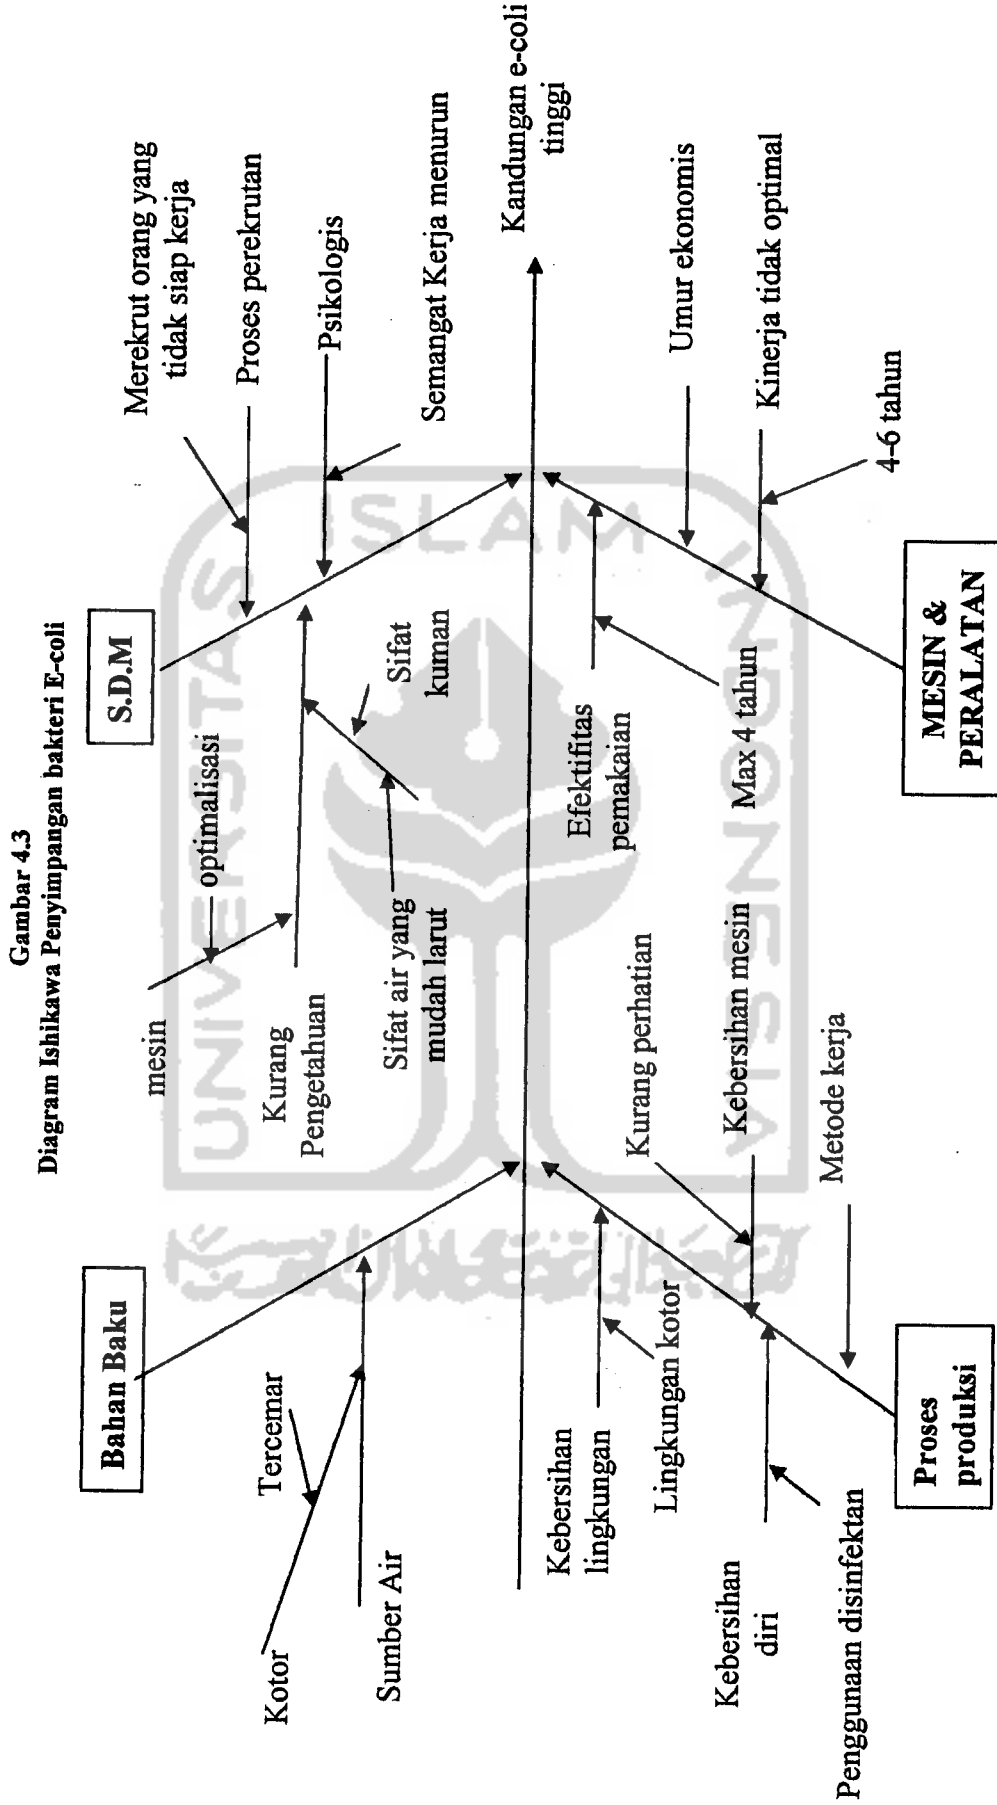 Gambar 4.3
Diagram Ishikawa Penyimpangan bakteri E-coli
Bahan Baku
Kotor
Tercemar
Sumber Air
S.D.M
mesin
optimalisasi
Kurang
Pengetahuan
Sifat air yang
mudah larut
Sifat
kuman
Merekrut orang yang
tidak siap kerja
Proses perekrutan
Psikologis
Semangat Kerja menurun
Kandungan e-coli
tinggi
Kebersihan
lingkungan
Lingkungan kotor
Kurang perhatian
Kebersihan mesin
Kebersihan
diri
Penggunaan disinfektan
Metode kerja
Proses
produksi
Efektifitas
pemakaian
Max 4 tahun
Umur ekonomis
Kinerja tidak optimal
4-6 tahun
MESIN &
PERALATAN
UNIVERSITAS
ISLAM
INDONESIA